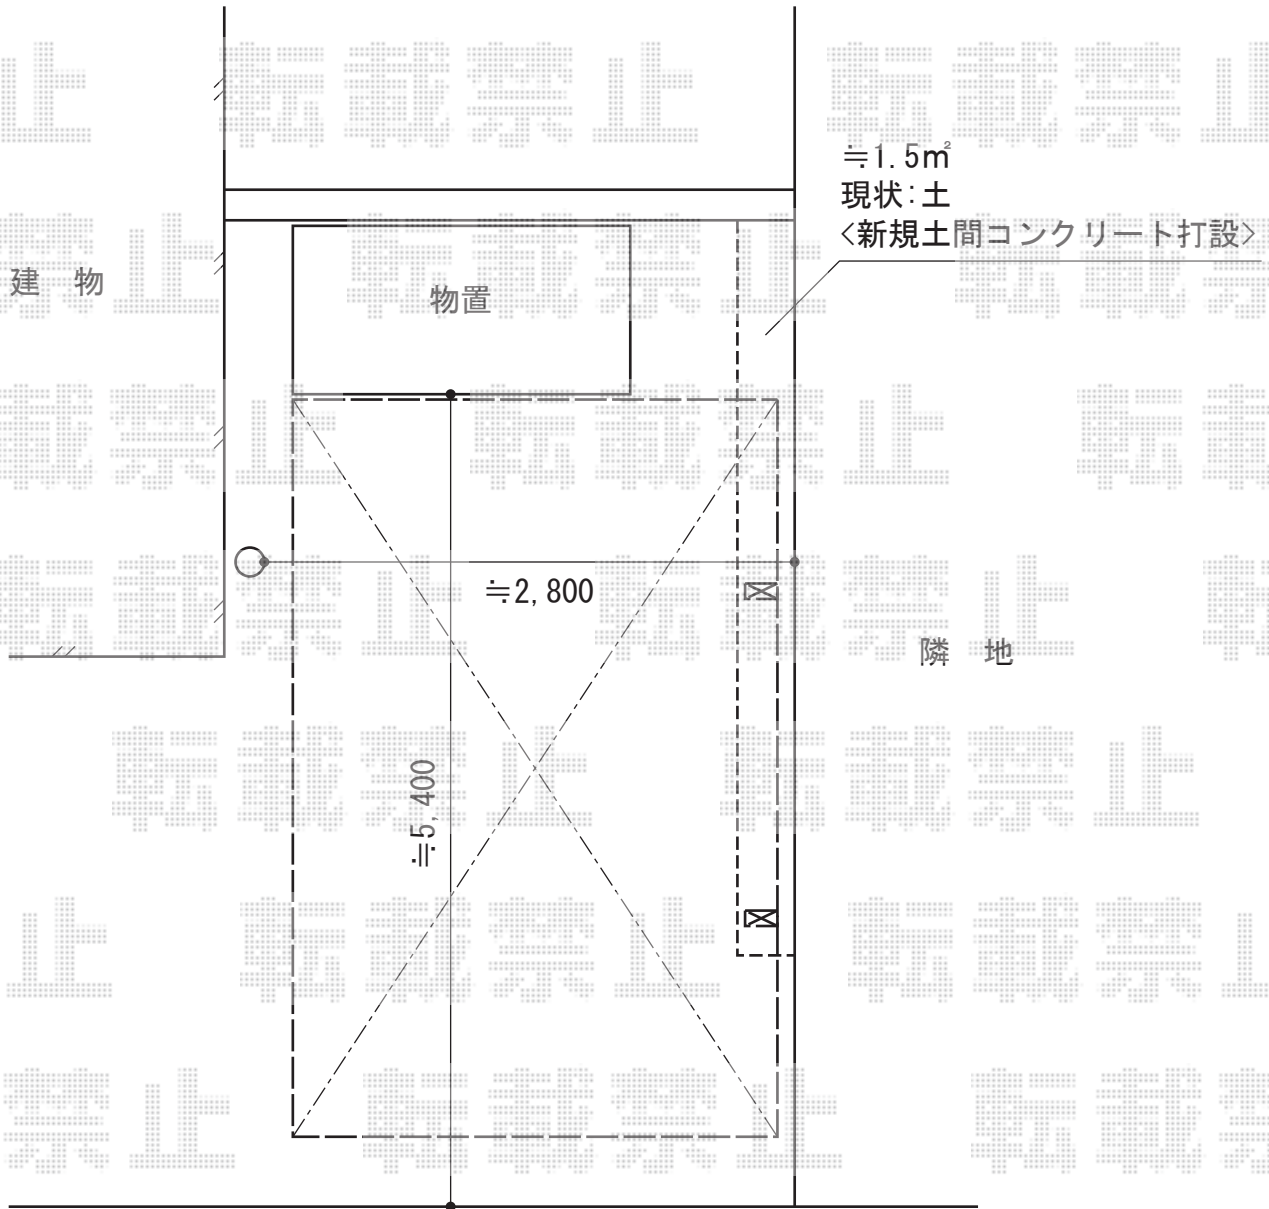 ≒1.5㎡
現状:土
<新規土間コンクリート打設>
建 物
物置
≒2,800
隣 地
≒5,400
転載禁止